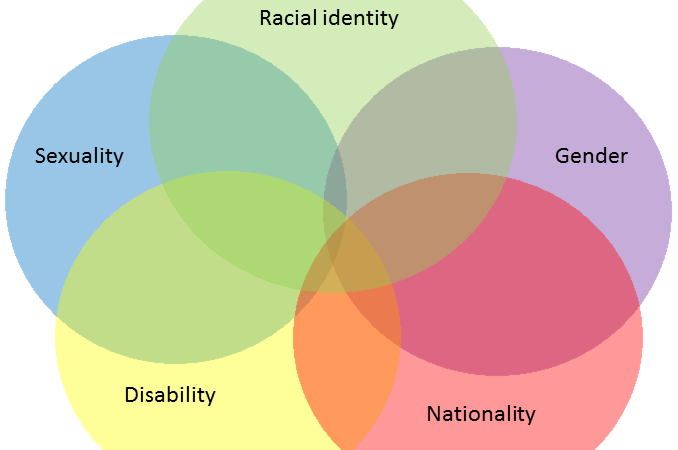 Racial identity
Sexuality
Gender
Disability
Nationality